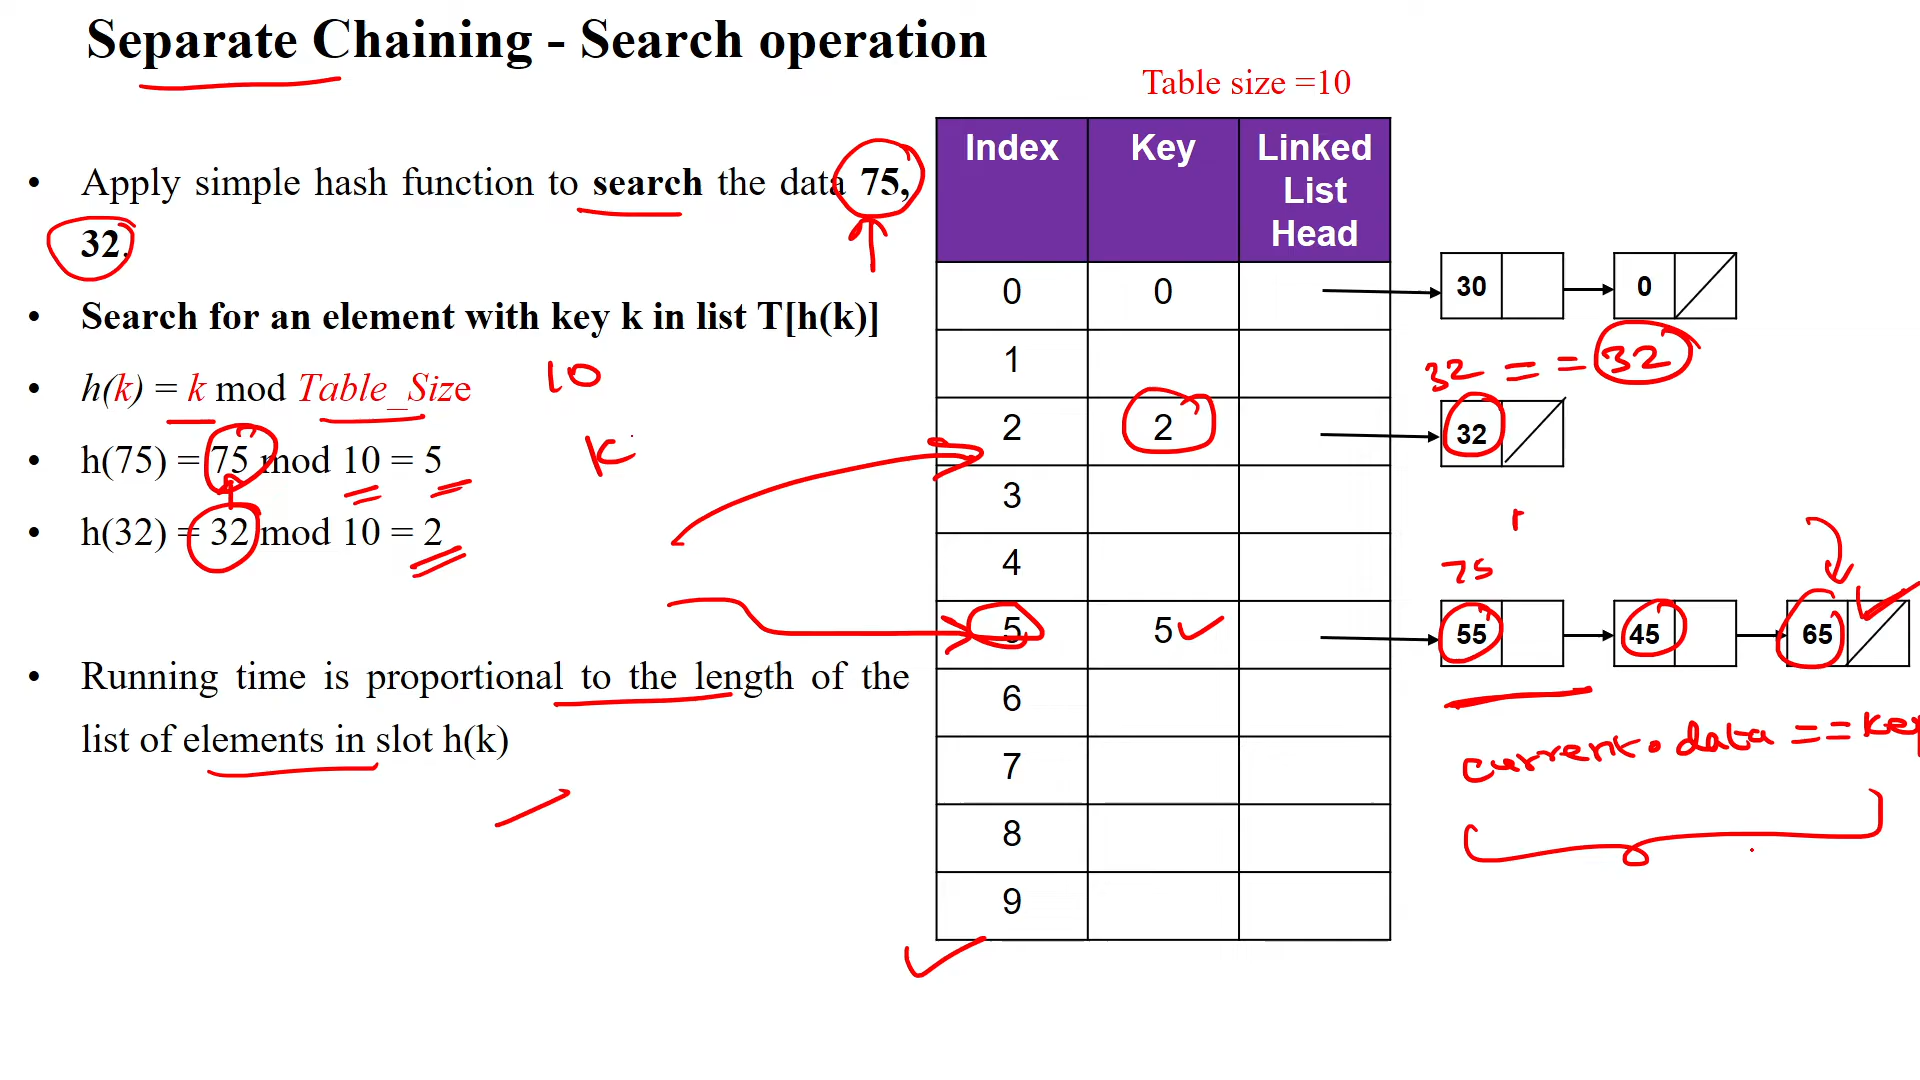 Separate Chaining - Search operation
Table size =10
• Apply simple hash function to search the data 75,
32.
• Search for an element with key k in list T[h(k)]
• h(k) = k mod Table_Size
10
• h(75) = 75 mod 10 = 5
K
• h(32) = 32 mod 10 = 2
• Running time is proportional to the length of the
list of elements in slot h(k)
Index Key Linked List Head
0 0
1
2 2
3
4
5 5
6
7
8
9
30 0
32 == 32
32
75
55 45 65
current.data == key